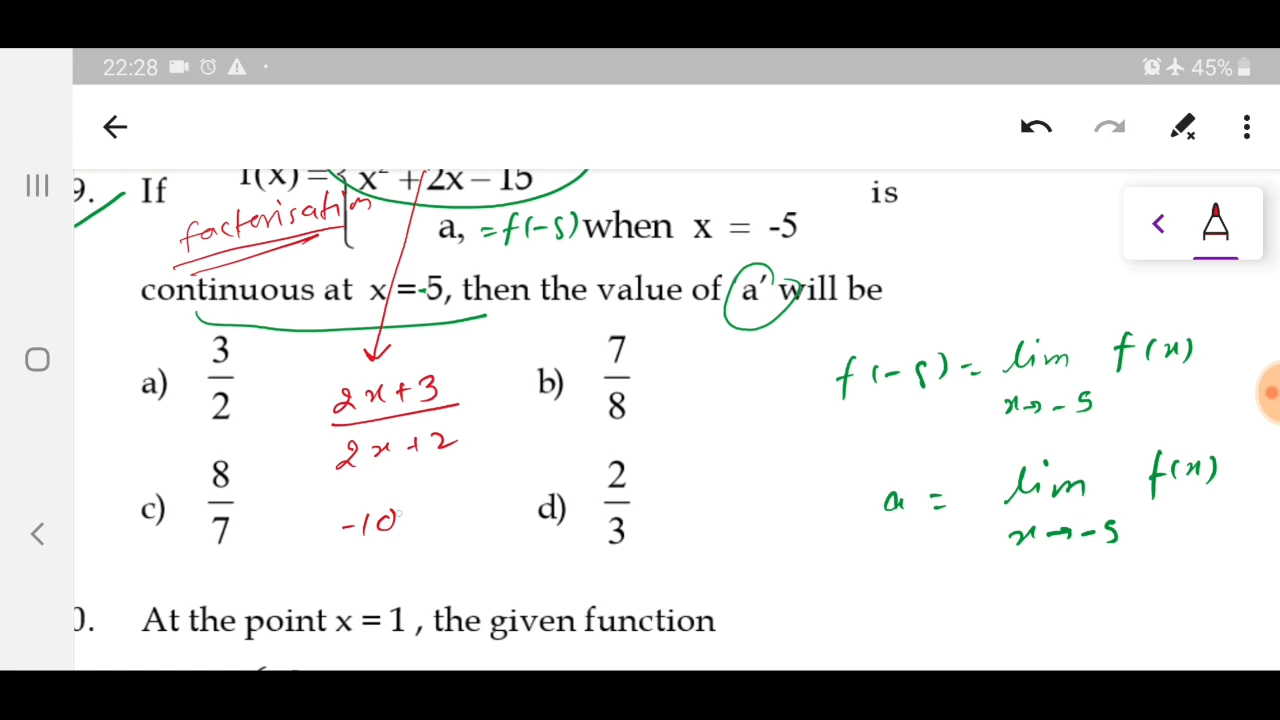 22:28 45%
9. If f(x) = { x² + 2x – 15 is
factorisation
a, = f(-5) when x = -5
continuous at x = -5, then the value of 'a' will be
a) 3/2 b) 7/8
2x+3
2x+2
f(-5) = lim f(x)
x→-5
c) 8/7 d) 2/3
-10
a = lim f(x)
x→-5
0. At the point x = 1 , the given function